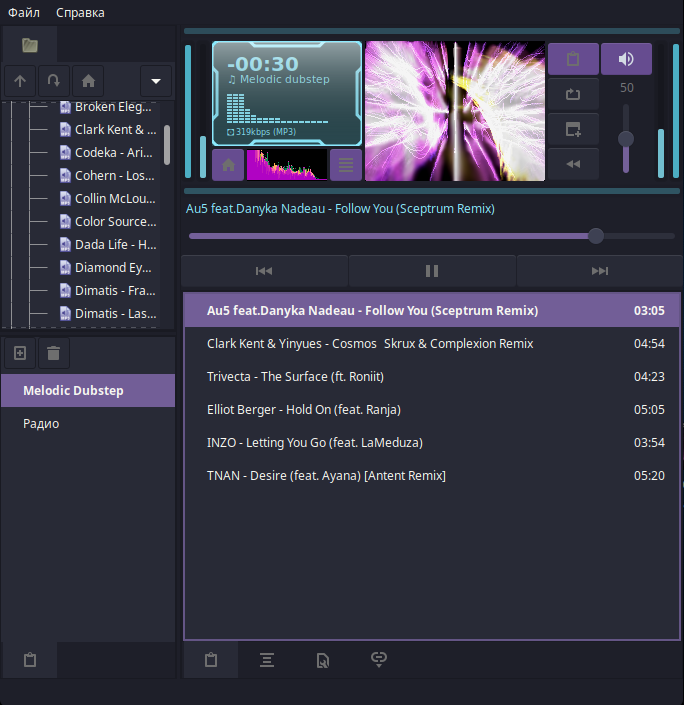 Файл Справка
-00:30
♫ Melodic dubstep
319kbps (MP3)
50
Broken Eleg...
Clark Kent & ...
Codeka - Ari...
Cohern - Los...
Collin McLou...
Color Source...
Dada Life - H...
Diamond Ey...
Dimatis - Fra...
Dimatis - Las...
Melodic Dubstep
Радио
Au5 feat.Danyka Nadeau - Follow You (Sceptrum Remix)
Au5 feat.Danyka Nadeau - Follow You (Sceptrum Remix) 03:05
Clark Kent & Yinyues - Cosmos  Skrux & Complexion Remix 04:54
Trivecta - The Surface (ft. Roniit) 04:23
Elliot Berger - Hold On (feat. Ranja) 05:05
INZO - Letting You Go (feat. LaMeduza) 03:54
TNAN - Desire (feat. Ayana) [Antent Remix] 05:20